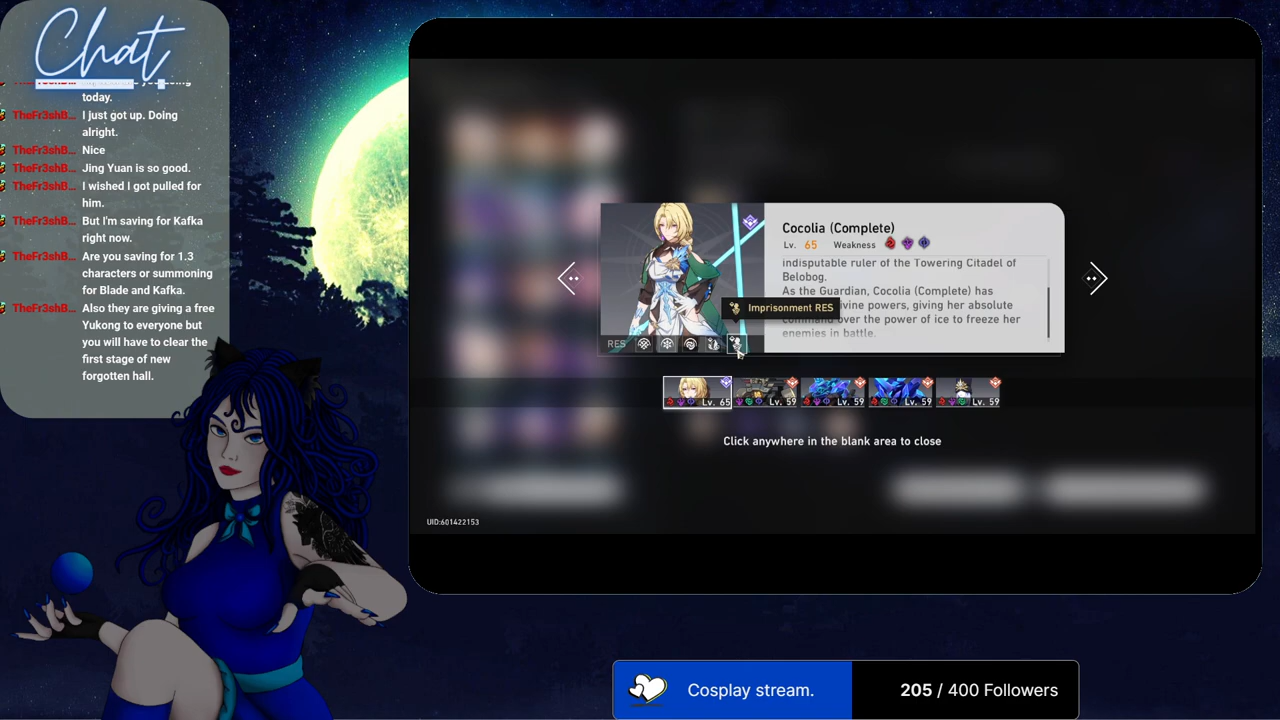 Chat
today.
TheFr3shB... I just got up. Doing
alright.
TheFr3shB... Nice
TheFr3shB... Jing Yuan is so good.
TheFr3shB... I wished I got pulled for
him.
TheFr3shB... But I'm saving for Kafka
right now.
TheFr3shB... Are you saving for 1.3
characters or summoning
for Blade and Kafka.
TheFr3shB... Also they are giving a free
Yukong to everyone but
you will have to clear the
first stage of new
forgotten hall.
Cocolia (Complete)
Lv. 65 Weakness
indisputable ruler of the Towering Citadel of
Belobog.
As the Guardian, Cocolia (Complete) has
ivine powers, giving her absolute
command over the power of ice to freeze her
enemies in battle.
Imprisonment RES
RES
Lv. 65
Lv. 59
Lv. 59
Lv. 59
Lv. 59
Click anywhere in the blank area to close
UID:601422153
Cosplay stream.
205 / 400 Followers